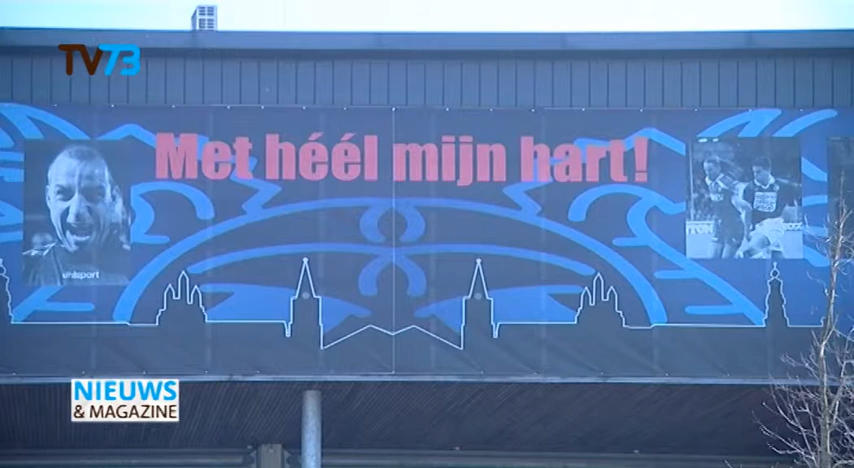 TV73
Met héél mijn hart!
uhlsport
NIEUWS
& MAGAZINE